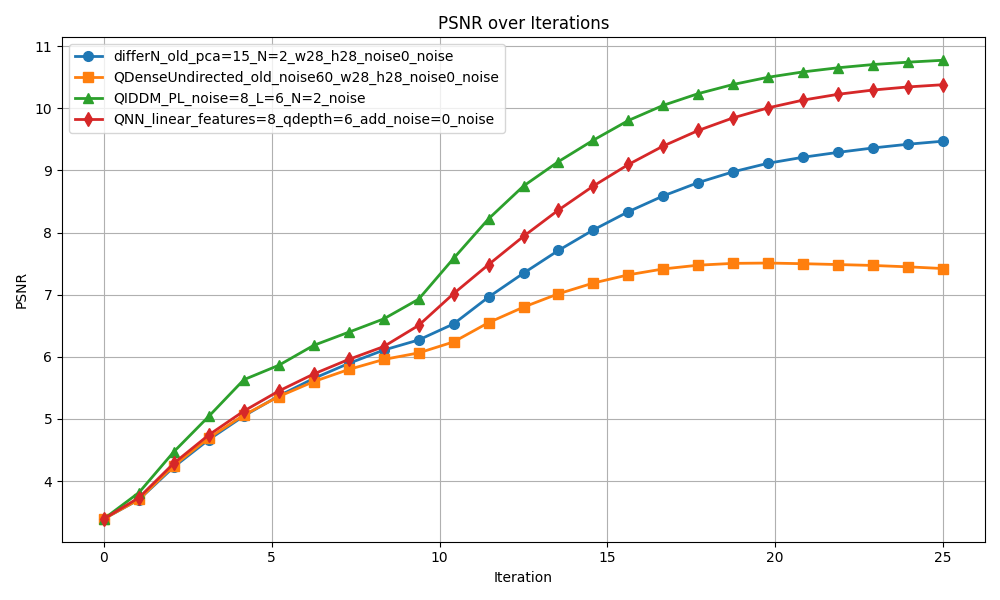 PSNR over Iterations
differN_old_pca=15_N=2_w28_h28_noise0_noise
QDenseUndirected_old_noise60_w28_h28_noise0_noise
QIDDM_PL_noise=8_L=6_N=2_noise
QNN_linear_features=8_qdepth=6_add_noise=0_noise
PSNR
11
10
9
8
7
6
5
4
0
5
10
15
20
25
Iteration